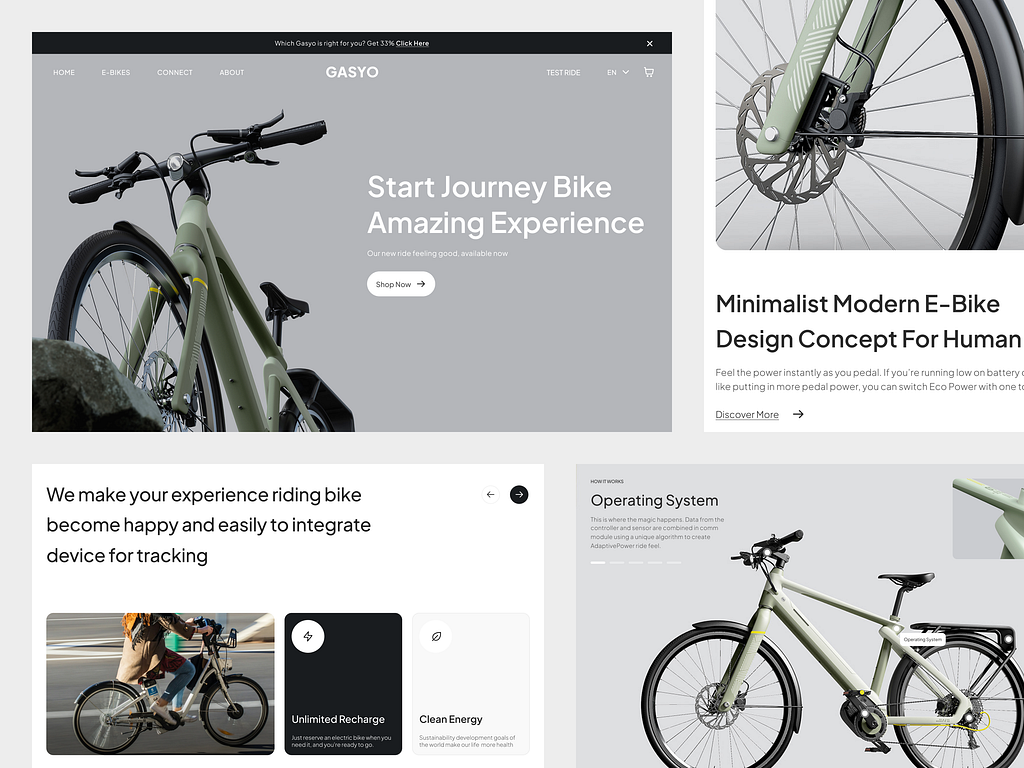 Which Gasyo is right for you? Get 33% Click Here
HOME
E-BIKES
CONNECT
ABOUT
GASYO
TEST RIDE
EN
Start Journey Bike
Amazing Experience
Our new ride feeling good, available now
Shop Now
Minimalist Modern E-Bike
Design Concept For Human
Feel the power instantly as you pedal. If you're running low on battery
like putting in more pedal power, you can switch Eco Power with one
Discover More
We make your experience riding bike
become happy and easily to integrate
device for tracking
Unlimited Recharge
Just reserve an electric bike when you
need it, and you're ready to go.
Clean Energy
Sustainability development goals of
the world make our life more health
HOW IT WORKS
Operating System
This is where the magic happens. Data from the
controller and sensor are combined in comm
module using a unique algorithm to create
AdaptivePower ride feel.
Operating System